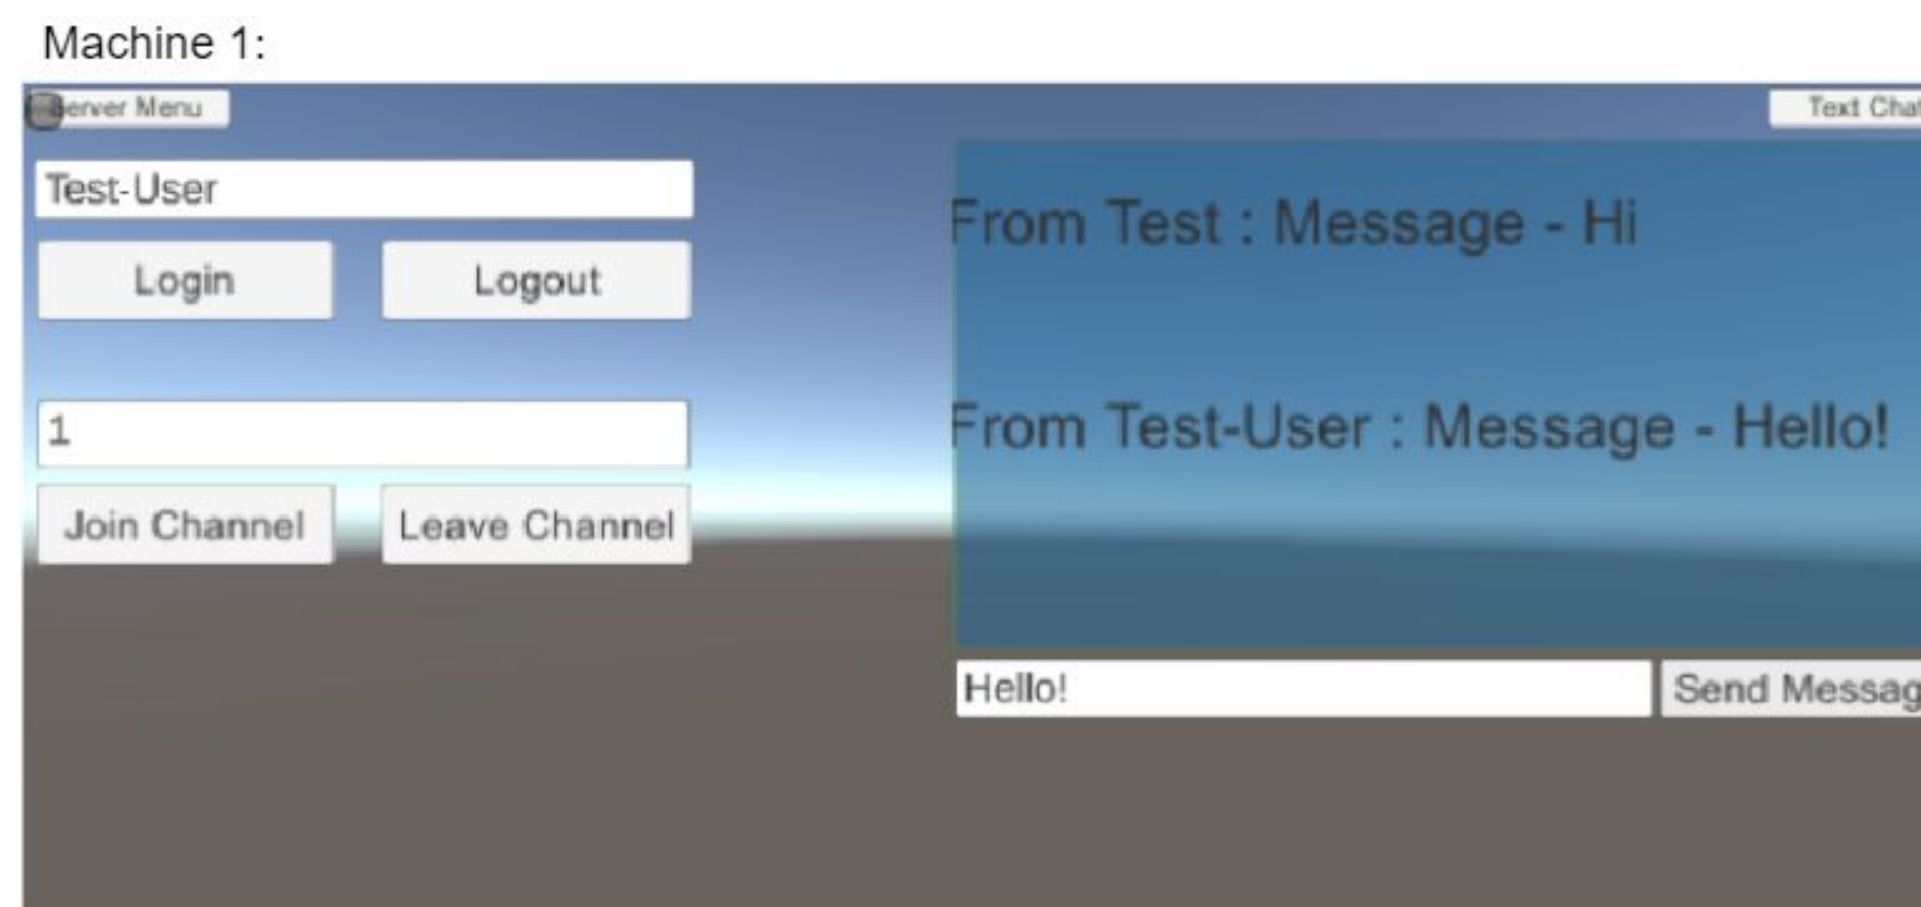 Machine 1:
Server Menu
Text Chat
Test-User
Login
Logout
1
Join Channel
Leave Channel
From Test : Message - Hi
From Test-User : Message - Hello!
Hello!
Send Messag